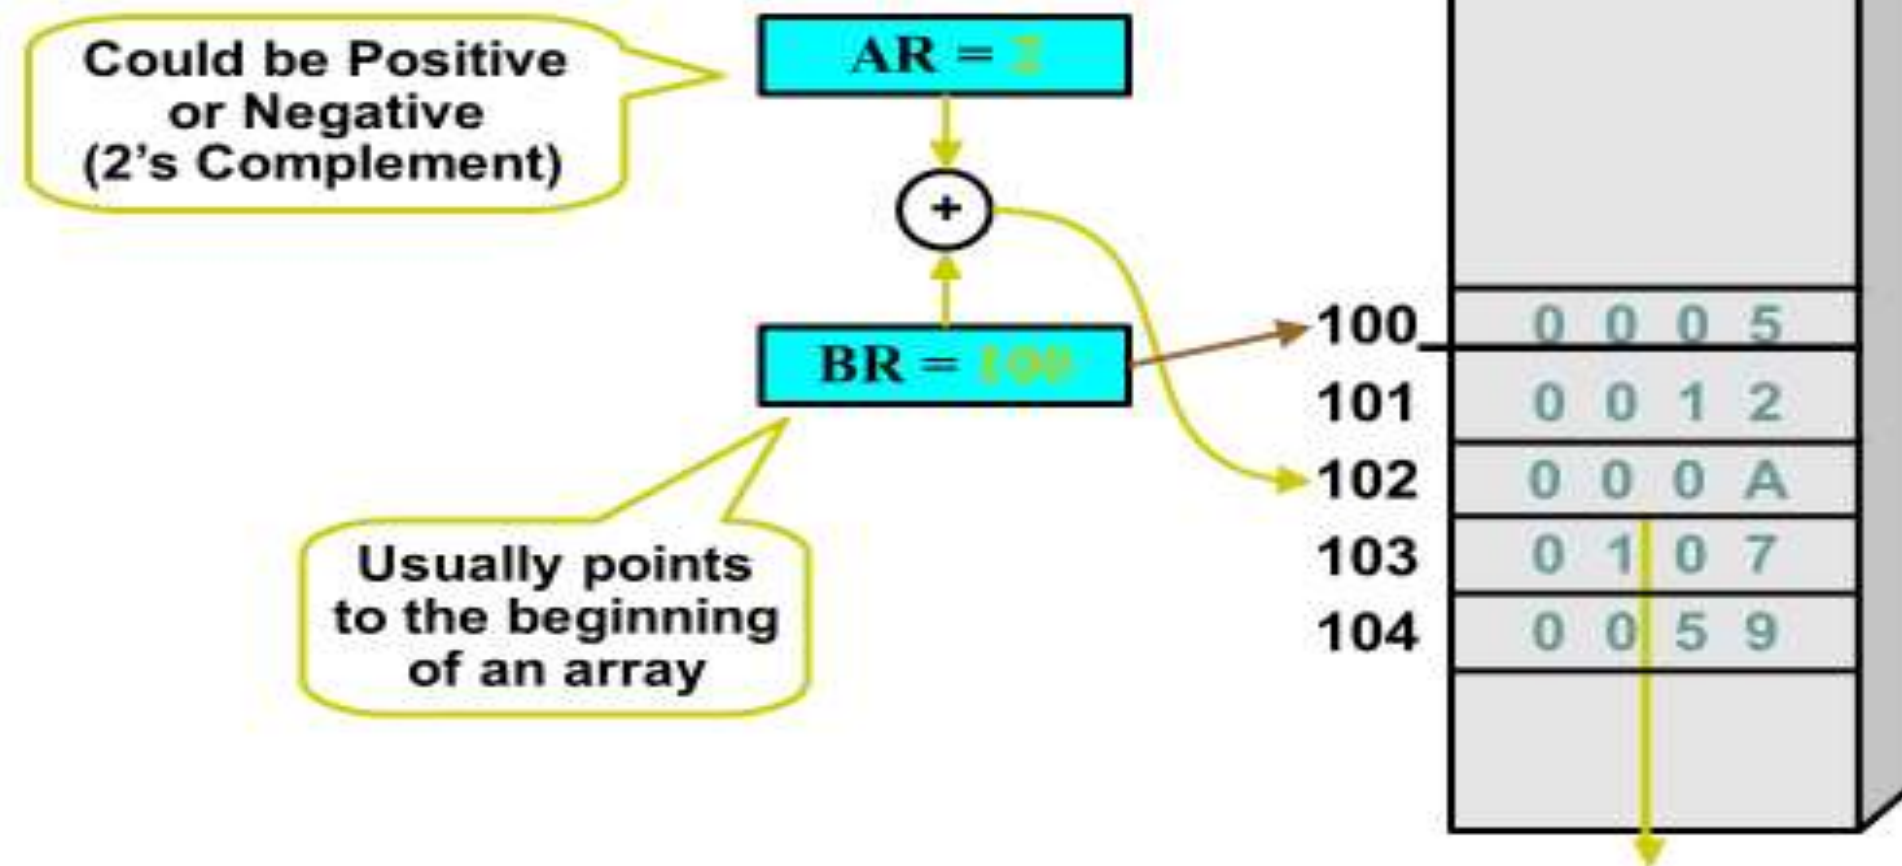 Could be Positive
or Negative
(2's Complement)
AR = 2
+
BR = 100
Usually points
to the beginning
of an array
100 0 0 0 5
101 0 0 1 2
102 0 0 0 A
103 0 1 0 7
104 0 0 5 9